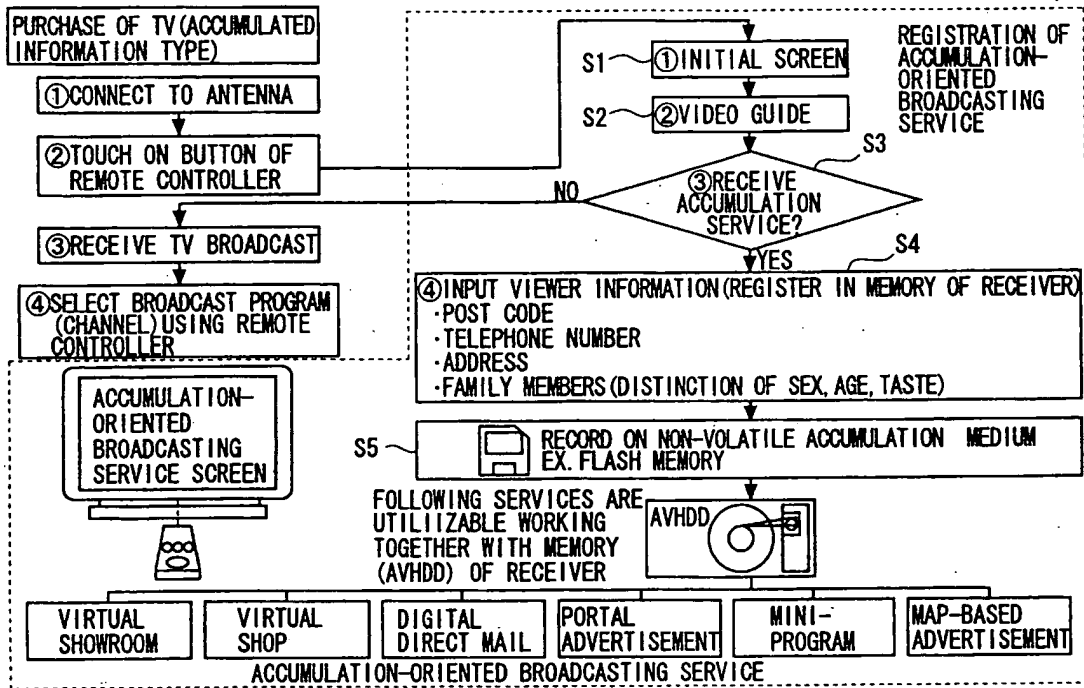 PURCHASE OF TV(ACCUMULATED
INFORMATION TYPE)
①CONNECT TO ANTENNA
②TOUCH ON BUTTON OF
REMOTE CONTROLLER
③RECEIVE TV BROADCAST
④SELECT BROADCAST PROGRAM
(CHANNEL)USING REMOTE
CONTROLLER
REGISTRATION OF
ACCUMULATION-
ORIENTED
BROADCASTING
SERVICE
S1
①INITIAL SCREEN
S2
②VIDEO GUIDE
S3
③RECEIVE
ACCUMULATION
SERVICE?
NO
YES
S4
④INPUT VIEWER INFORMATION(REGISTER IN MEMORY OF RECEIVER)
·POST CODE
·TELEPHONE NUMBER
·ADDRESS
·FAMILY MEMBERS(DISTINCTION OF SEX, AGE, TASTE)
S5
RECORD ON NON-VOLATILE ACCUMULATION MEDIUM
EX. FLASH MEMORY
ACCUMULATION-
ORIENTED
BROADCASTING
SERVICE SCREEN
FOLLOWING SERVICES ARE
UTILIIZABLE WORKING
TOGETHER WITH MEMORY
(AVHDD) OF RECEIVER
AVHDD
VIRTUAL
SHOWROOM
VIRTUAL
SHOP
DIGITAL
DIRECT MAIL
PORTAL
ADVERTISEMENT
MINI-
PROGRAM
MAP-BASED
ADVERTISEMENT
ACCUMULATION-ORIENTED BROADCASTING SERVICE